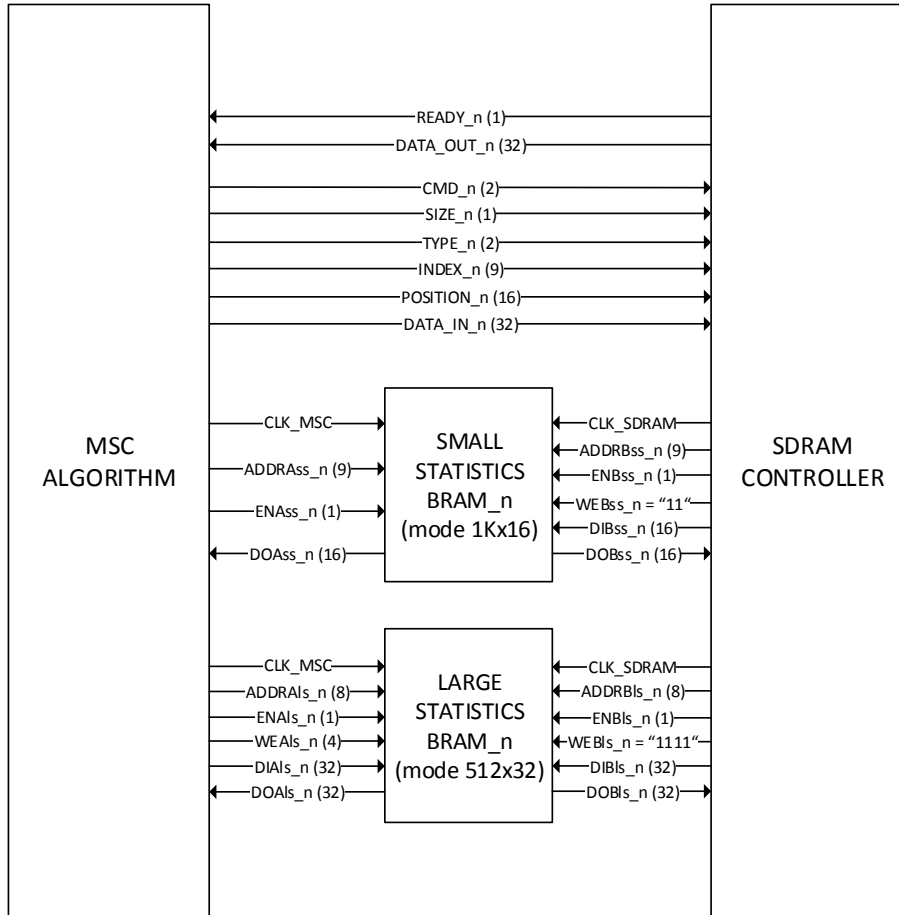 READY_n (1)
DATA_OUT_n (32)
CMD_n (2)
SIZE_n (1)
TYPE_n (2)
INDEX_n (9)
POSITION_n (16)
DATA_IN_n (32)
MSC
ALGORITHM
SDRAM
CONTROLLER
CLK_MSC
ADDRAss_n (9)
ENAss_n (1)
DOAss_n (16)
SMALL
STATISTICS
BRAM_n
(mode 1Kx16)
CLK_SDRAM
ADDRBss_n (9)
ENBss_n (1)
WEBss_n = “11“
DIBss_n (16)
DOBss_n (16)
CLK_MSC
ADDRAls_n (8)
ENAls_n (1)
WEAls_n (4)
DIAls_n (32)
DOAls_n (32)
LARGE
STATISTICS
BRAM_n
(mode 512x32)
CLK_SDRAM
ADDRBls_n (8)
ENBls_n (1)
WEBls_n = “1111“
DIBls_n (32)
DOBls_n (32)